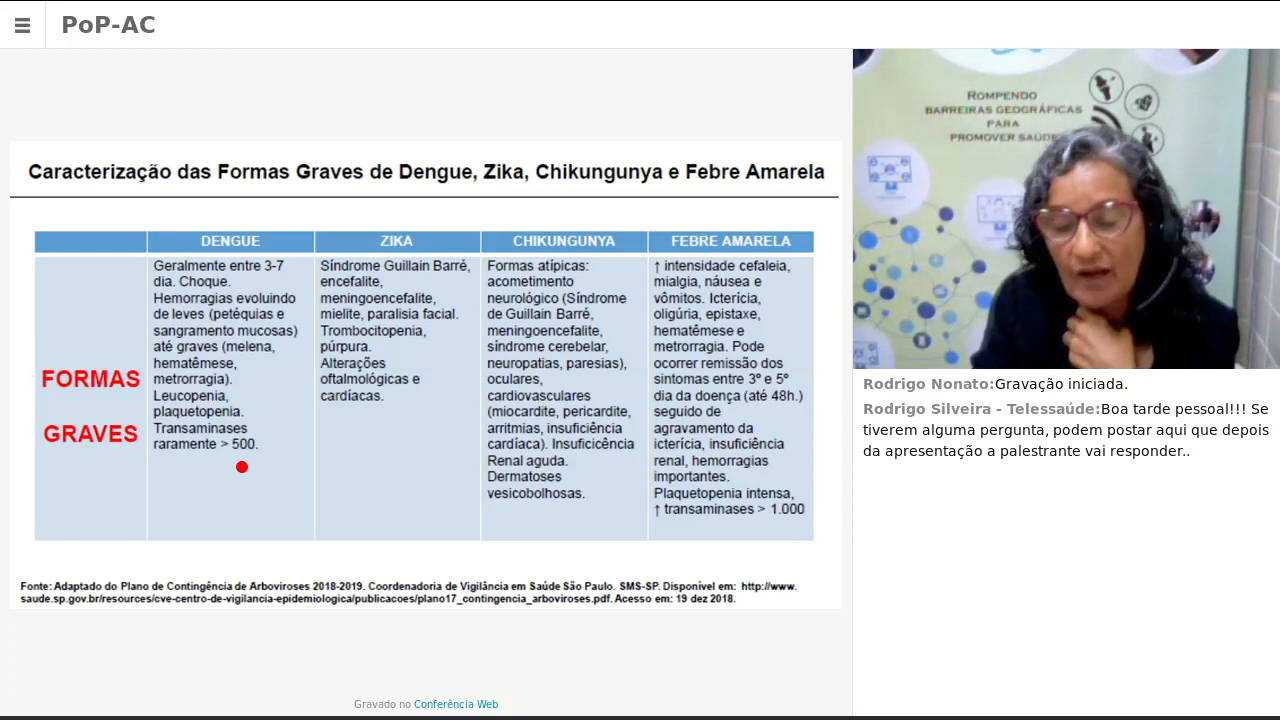 PoP-AC
Caracterização das Formas Graves de Dengue, Zika, Chikungunya e Febre Amarela
DENGUE
ZIKA
CHIKUNGUNYA
FEBRE AMARELA
FORMAS
GRAVES
Geralmente entre 3-7
dia. Choque.
Hemorragias evoluindo
de leves (petéquias e
sangramento mucosas)
até graves (melena,
hematêmese,
metrorragia).
Leucopenia,
plaquetopenia.
Transaminases
raramente > 500.
Síndrome Guillain Barré,
encefalite,
meningoencefalite,
mielite, paralisia facial.
Trombocitopenia,
púrpura.
Alterações
oftalmológicas e
cardíacas.
Formas atípicas:
acometimento
neurológico (Síndrome
de Guillain Barré,
meningoencefalite,
síndrome cerebelar,
neuropatias, paresias),
oculares,
cardiovasculares
(miocardite, pericardite,
arritmias, insuficiência
cardíaca). Insuficicência
Renal aguda.
Dermatoses
vesicobolhosas.
↑ intensidade cefaleia,
mialgia, náusea e
vômitos. Icterícia,
oligúria, epistaxe,
hematêmese e
metrorragia. Pode
ocorrer remissão dos
sintomas entre 3º e 5º
dia da doença (até 48h.)
seguido de
agravamento da
icterícia, insuficiência
renal, hemorragias
importantes.
Plaquetopenia intensa,
↑ transaminases > 1.000
Fonte: Adaptado do Plano de Contingência de Arboviroses 2018-2019. Coordenadoria de Vigilância em Saúde São Paulo. SMS-SP. Disponível em: http://www.
saude.sp.gov.br/resources/cve-centro-de-vigilancia-epidemiologica/publicacoes/plano17_contingencia_arboviroses.pdf. Acesso em: 19 dez 2018.
Gravado no Conferência Web
ROMPENDO
BARREIRAS GEOGRÁFICAS
PARA
PROMOVER SAÚDE
Rodrigo Nonato:Gravação iniciada.
Rodrigo Silveira - Telessaúde:Boa tarde pessoal!!! Se
tiverem alguma pergunta, podem postar aqui que depois
da apresentação a palestrante vai responder..